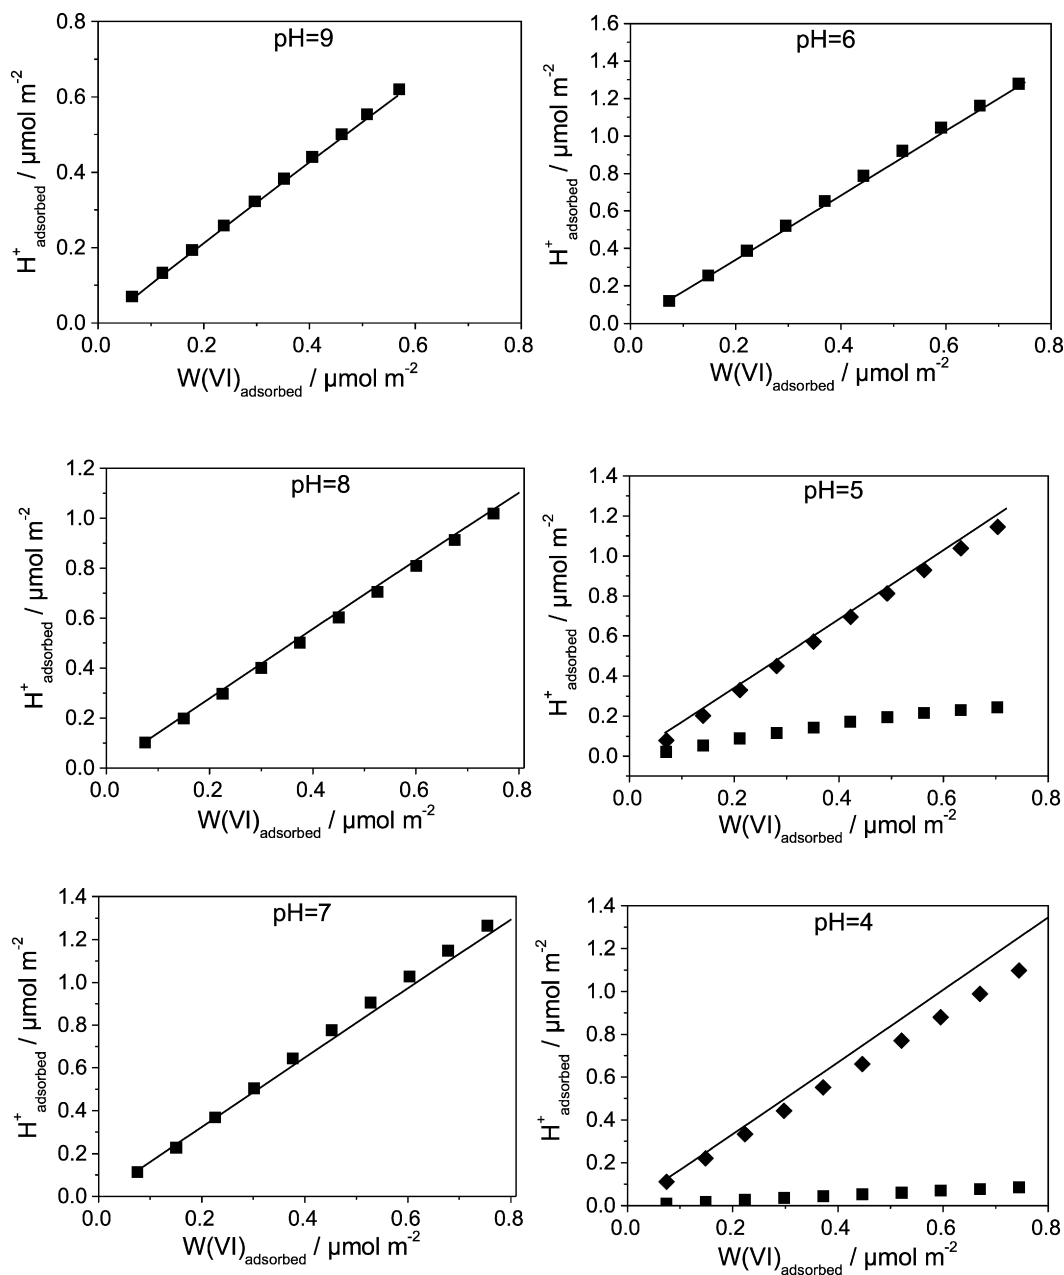 pH=9
0.8
0.6
0.4
0.2
0.0
0.0 0.2 0.4 0.6 0.8
H⁺adsorbed / µmol m⁻²
W(VI)adsorbed / µmol m⁻²
pH=6
1.6
1.4
1.2
1.0
0.8
0.6
0.4
0.2
0.0
0.0 0.2 0.4 0.6 0.8
H⁺adsorbed / µmol m⁻²
W(VI)adsorbed / µmol m⁻²
pH=8
1.2
1.0
0.8
0.6
0.4
0.2
0.0
0.0 0.2 0.4 0.6 0.8
H⁺adsorbed / µmol m⁻²
W(VI)adsorbed / µmol m⁻²
pH=5
1.4
1.2
1.0
0.8
0.6
0.4
0.2
0.0
0.0 0.2 0.4 0.6 0.8
H⁺adsorbed / µmol m⁻²
W(VI)adsorbed / µmol m⁻²
pH=7
1.4
1.2
1.0
0.8
0.6
0.4
0.2
0.0
0.0 0.2 0.4 0.6 0.8
H⁺adsorbed / µmol m⁻²
W(VI)adsorbed / µmol m⁻²
pH=4
1.4
1.2
1.0
0.8
0.6
0.4
0.2
0.0
0.0 0.2 0.4 0.6 0.8
H⁺adsorbed / µmol m⁻²
W(VI)adsorbed / µmol m⁻²